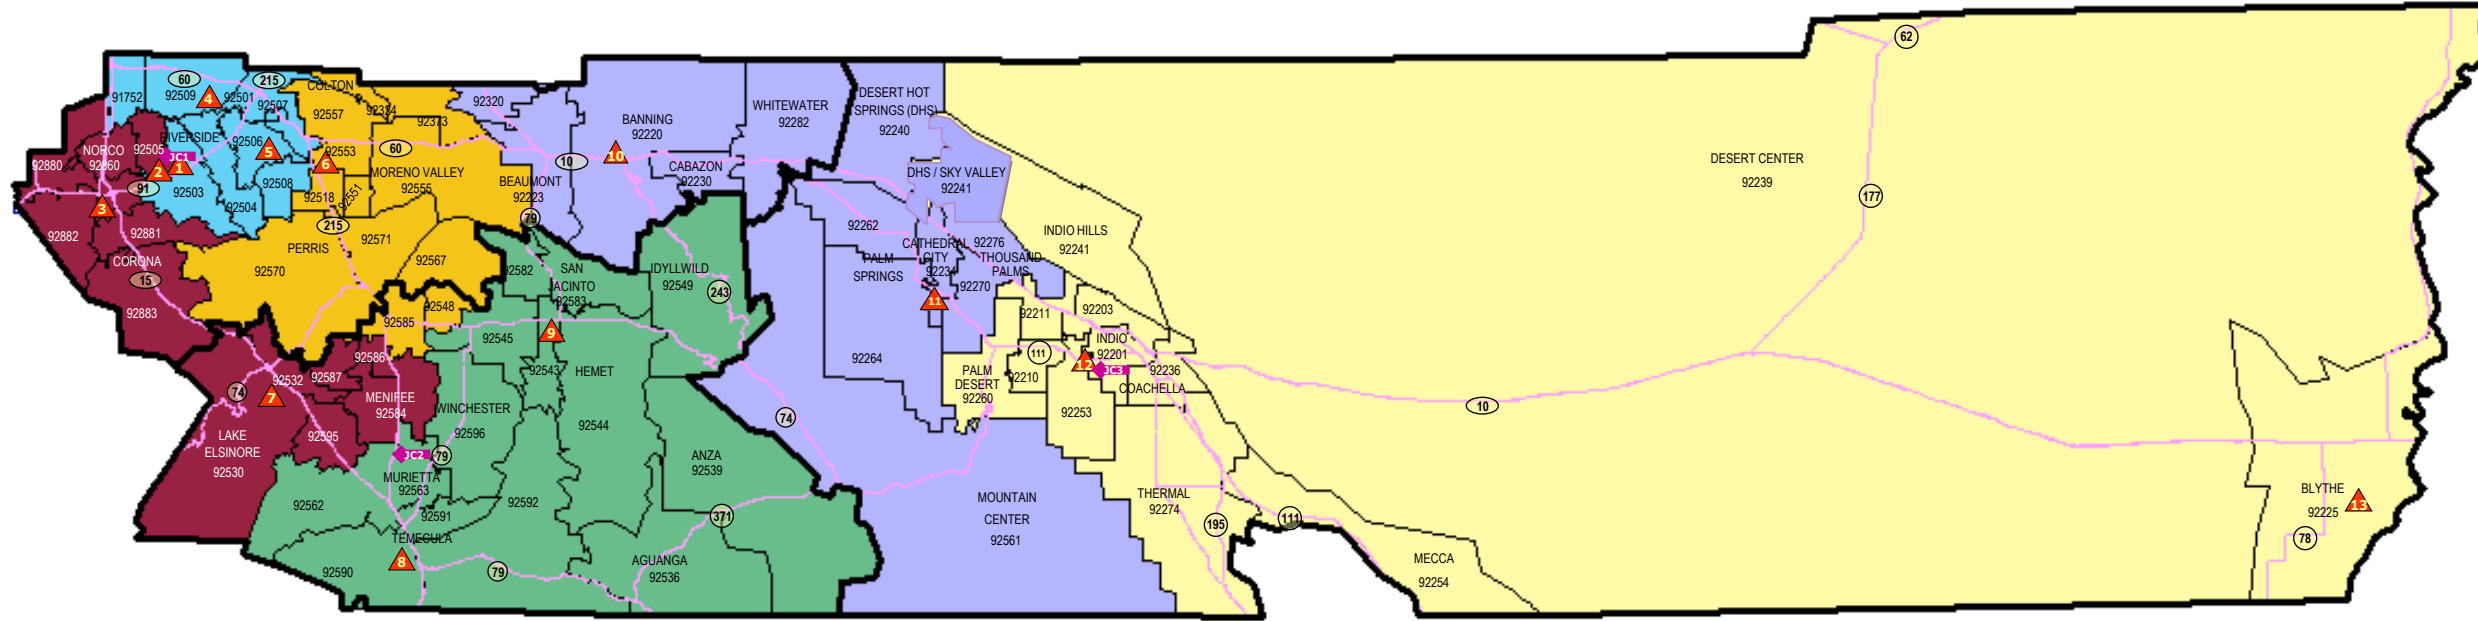 62
60
215
COLTON
91752
92509
4
92501
92507
92557
92324
92373
92320
WHITEWATER
92282
DESERT HOT
SPRINGS (DHS)
92240
BANNING
92220
RIVERSIDE
92506
5
NORCO
92860
92880
92505
JC1
2
1
92553
6
60
10
10
CABAZON
92230
DESERT CENTER
92239
DHS / SKY VALLEY
92241
177
91
92503
92508
92504
92518
92551
MORENO VALLEY
92555
BEAUMONT
92223
79
3
92882
92881
215
PERRIS
92571
92567
92570
CORONA
15
92883
92262
PALM
SPRINGS
CATHEDRAL
CITY
92234
92276
THOUSAND
PALMS
92270
11
INDIO HILLS
92241
92582
SAN
JACINTO
92583
IDYLLWILD
92549
243
92548
92585
92545
9
92543
HEMET
92544
92264
92211
92203
111
INDIO
92201
12
JC3
92236
COACHELLA
92210
PALM
DESERT
92260
92253
92586
92587
92532
7
74
MENIFEE
92584
WINCHESTER
92596
74
10
LAKE
ELSINORE
92530
92595
JC2
79
MURIETTA
92563
92562
92591
92592
ANZA
92539
371
MOUNTAIN
CENTER
92561
THERMAL
92274
195
111
BLYTHE
92225
13
78
TEMECULA
8
92590
79
AGUANGA
92536
MECCA
92254